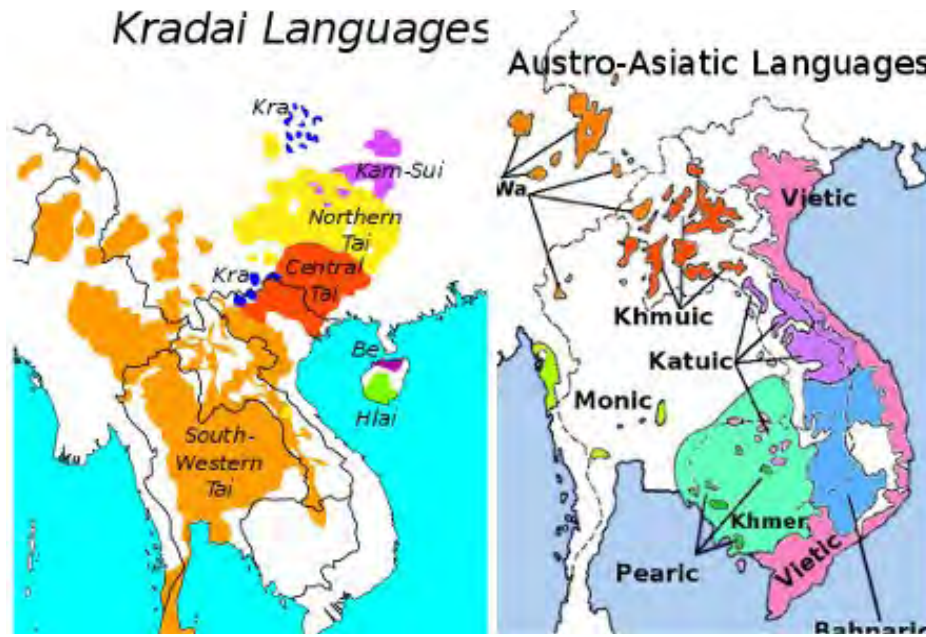 Kradai Languages
Kra
Kam-Sui
Northern
Tai
Kra
Central
Tai
Be
Hlai
South-
Western
Tai
Austro-Asiatic Languages
Wa
Vietic
Khmuic
Katuic
Monic
Khmer
Pearic
Vietic
Bahnaric